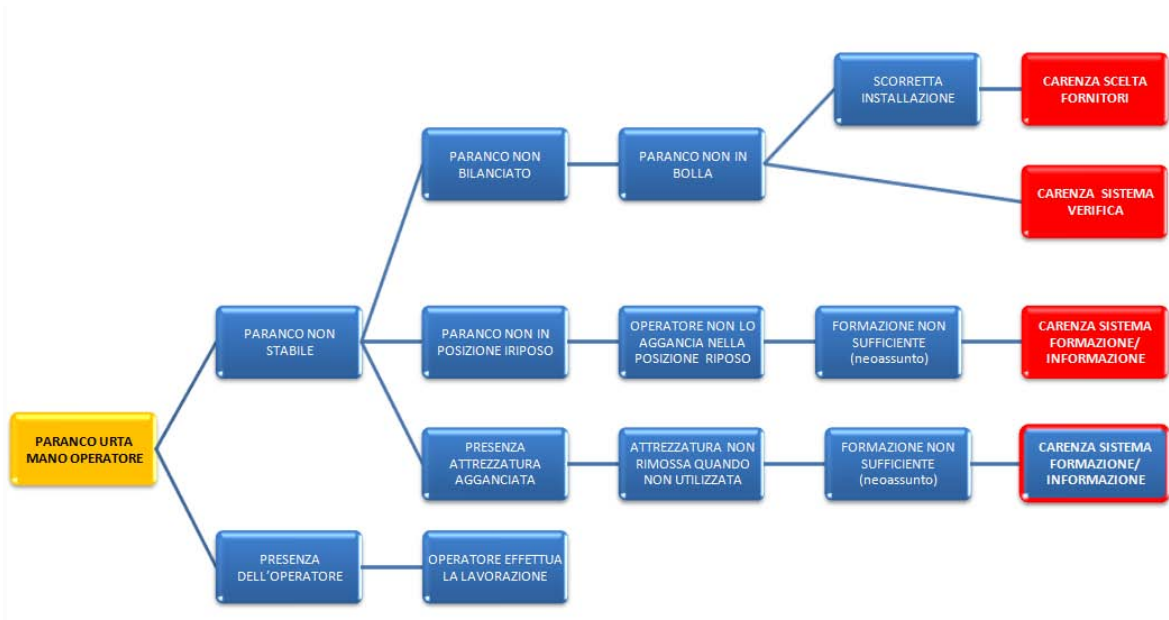 SCORRETTA
INSTALLAZIONE
CARENZA SCELTA
FORNITORI
PARANCO NON
BILANCIATO
PARANCO NON IN
BOLLA
CARENZA SISTEMA
VERIFICA
PARANCO NON
STABILE
PARANCO NON IN
POSIZIONE IRIPOSO
OPERATORE NON LO
AGGANCIA NELLA
POSIZIONE RIPOSO
FORMAZIONE NON
SUFFICIENTE
(neoassunto)
CARENZA SISTEMA
FORMAZIONE/
INFORMAZIONE
PARANCO URTA
MANO OPERATORE
PRESENZA
ATTREZZATURA
AGGANCIATA
ATTREZZATURA NON
RIMOSSA QUANDO
NON UTILIZZATA
FORMAZIONE NON
SUFFICIENTE
(neoassunto)
CARENZA SISTEMA
FORMAZIONE/
INFORMAZIONE
PRESENZA
DELL'OPERATORE
OPERATORE EFFETTUA
LA LAVORAZIONE